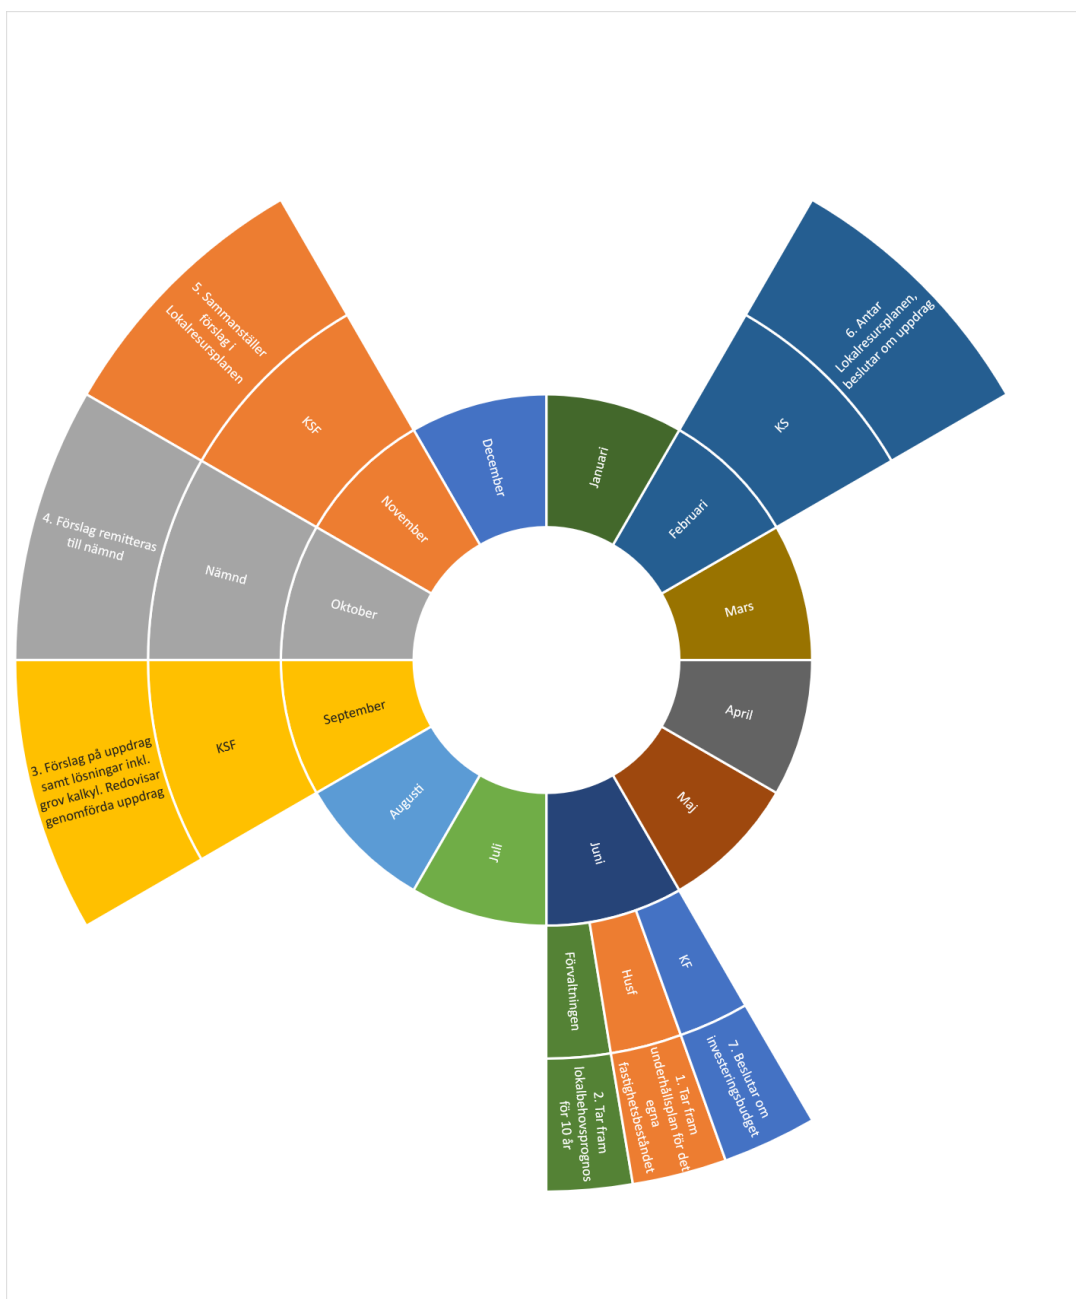 Januari
Februari
KS
6. Antar
Lokalresursplanen,
beslutar om uppdrag
Mars
April
Maj
Juni
KF
7. Beslutar om
investeringsbudget
Husf
1. Tar fram
underhållsplan för det
egna
fastighetsbeståndet
Förvaltningen
2. Tar fram
lokalbehovsprognos
för 10 år
Juli
Augusti
September
KSF
3. Förslag på uppdrag
samt lösningar inkl.
grov kalkyl. Redovisar
genomförda uppdrag
Oktober
Nämnd
4. Förslag remitteras
till nämnd
November
KSF
5. Sammanställer
förslag i
Lokalresursplanen
December